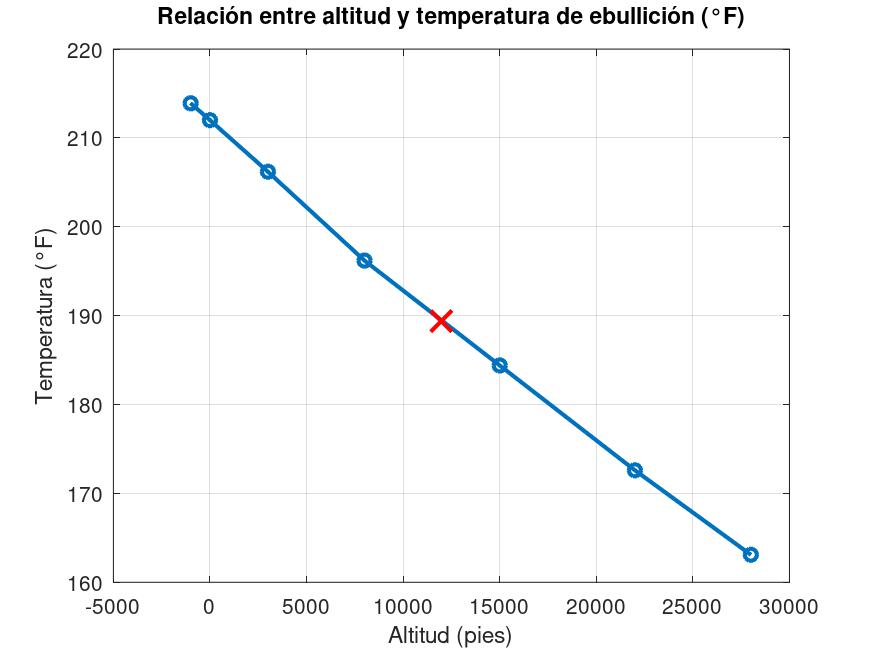 Relación entre altitud y temperatura de ebullición (°F)
220
210
200
190
180
170
160
Temperatura (°F)
-5000 0 5000 10000 15000 20000 25000 30000
Altitud (pies)